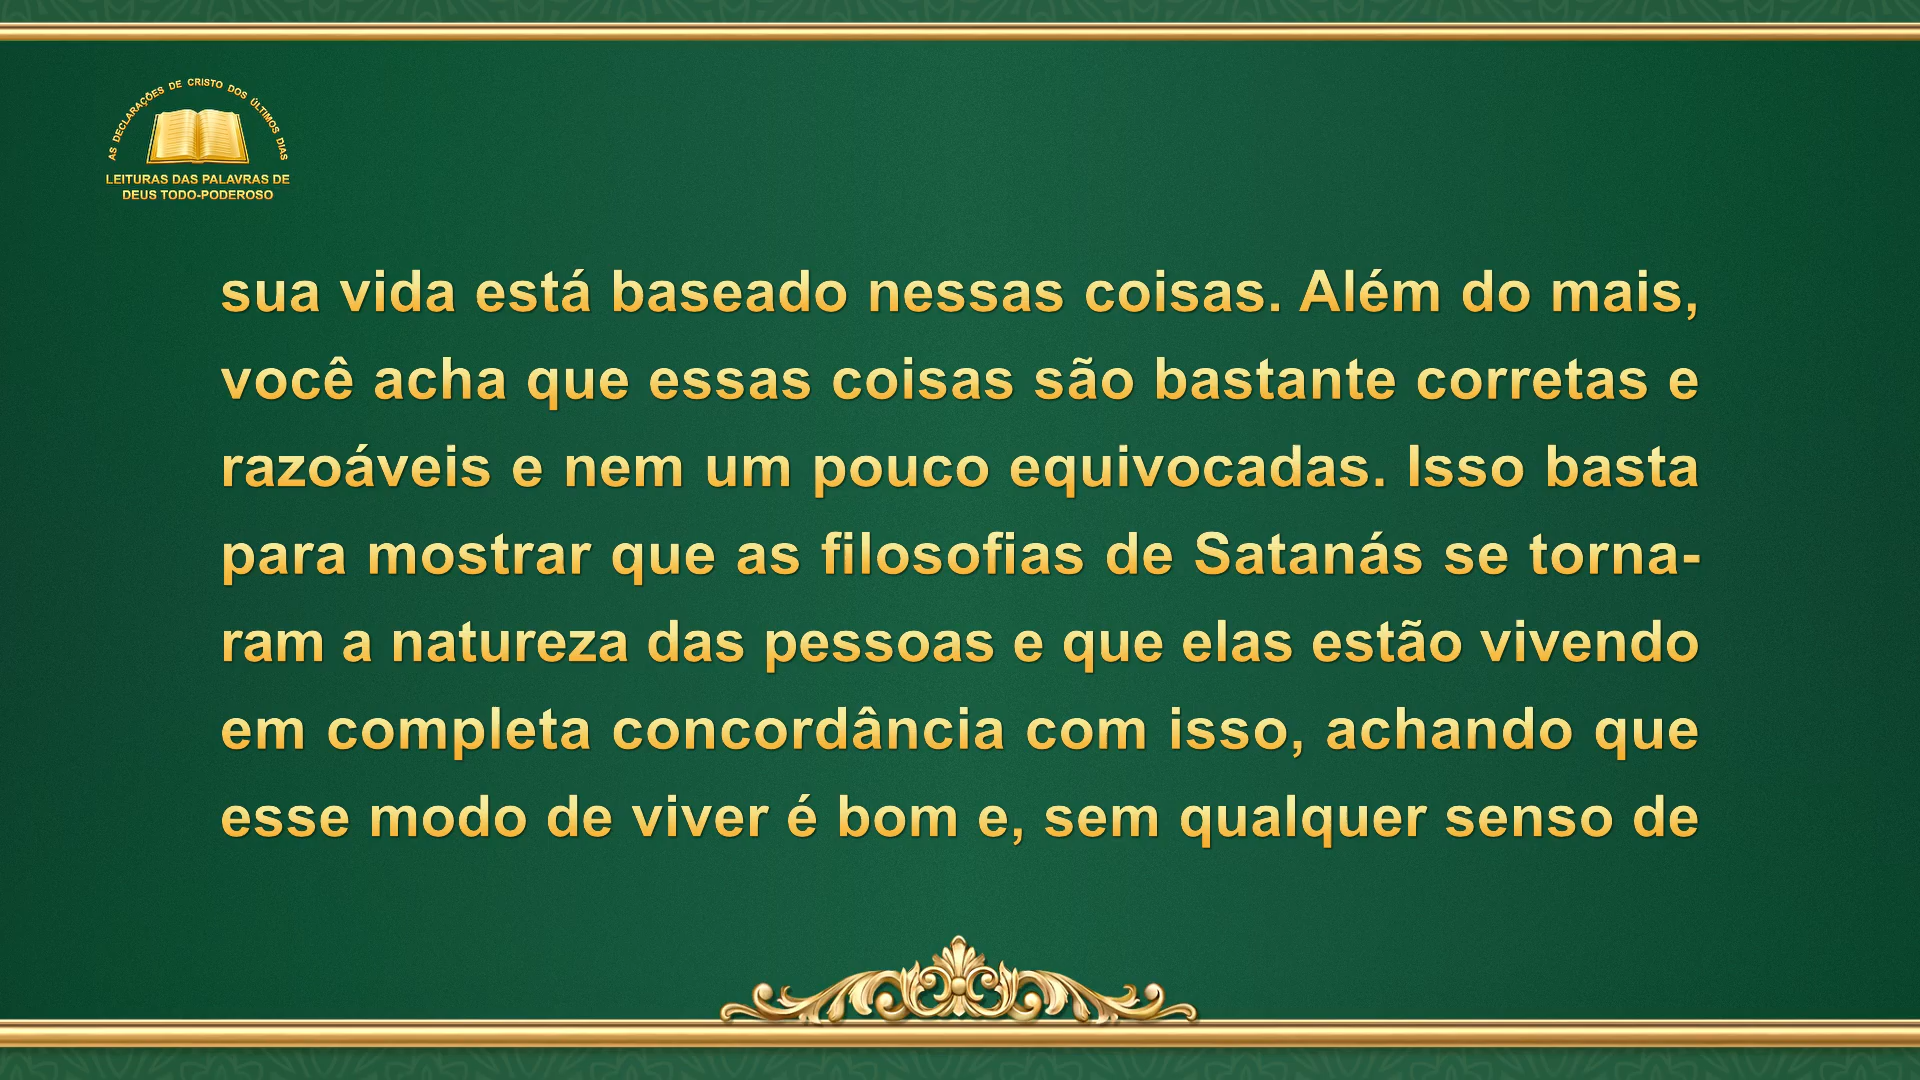 AS DECLARAÇÕES DE CRISTO DOS ÚLTIMOS DIAS
LEITURAS DAS PALAVRAS DE
DEUS TODO-PODEROSO
sua vida está baseado nessas coisas. Além do mais,
você acha que essas coisas são bastante corretas e
razoáveis e nem um pouco equivocadas. Isso basta
para mostrar que as filosofias de Satanás se torna-
ram a natureza das pessoas e que elas estão vivendo
em completa concordância com isso, achando que
esse modo de viver é bom e, sem qualquer senso de